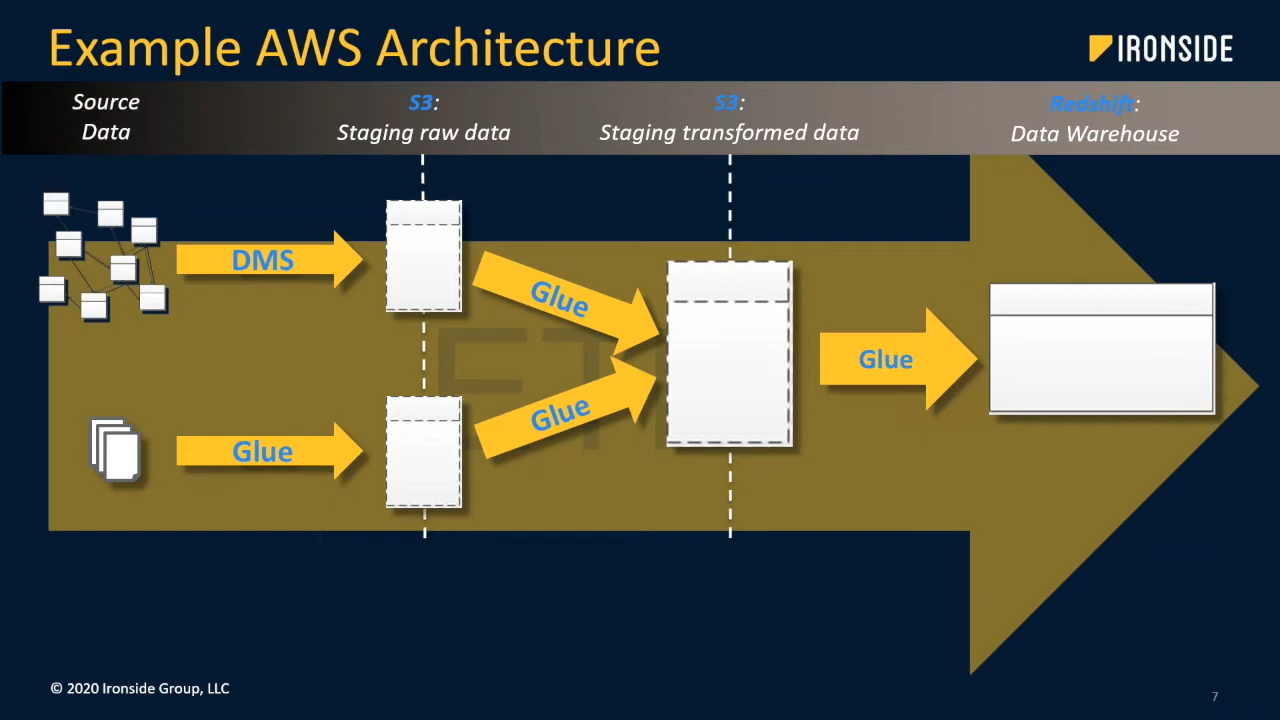 Example AWS Architecture
IRONSIDE
Source
Data
S3:
Staging raw data
S3:
Staging transformed data
Redshift:
Data Warehouse
DMS
Glue
Glue
Glue
Glue
ETL
© 2020 Ironside Group, LLC
7